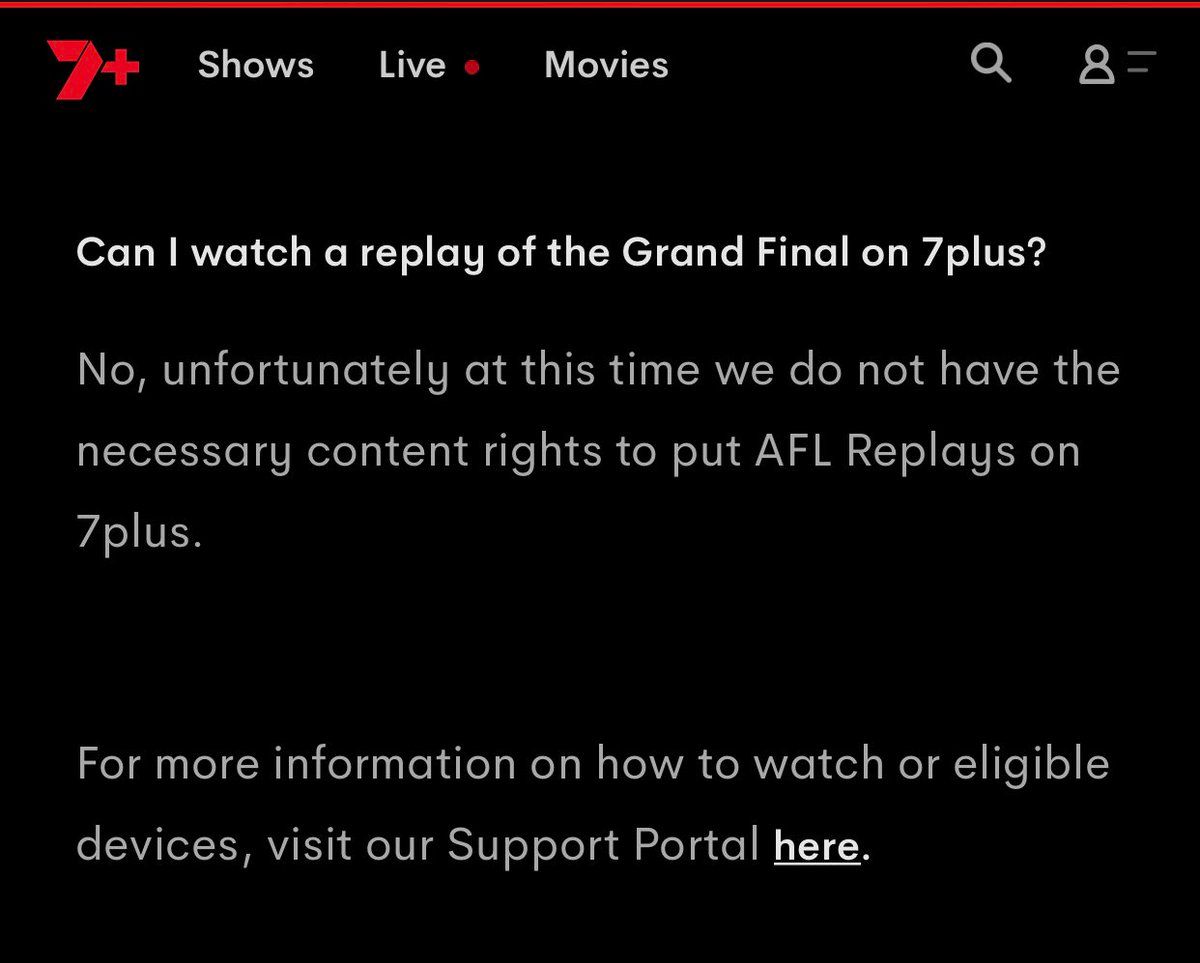 7+ Shows Live Movies
Can I watch a replay of the Grand Final on 7plus?
No, unfortunately at this time we do not have the
necessary content rights to put AFL Replays on
7plus.
For more information on how to watch or eligible
devices, visit our Support Portal here.